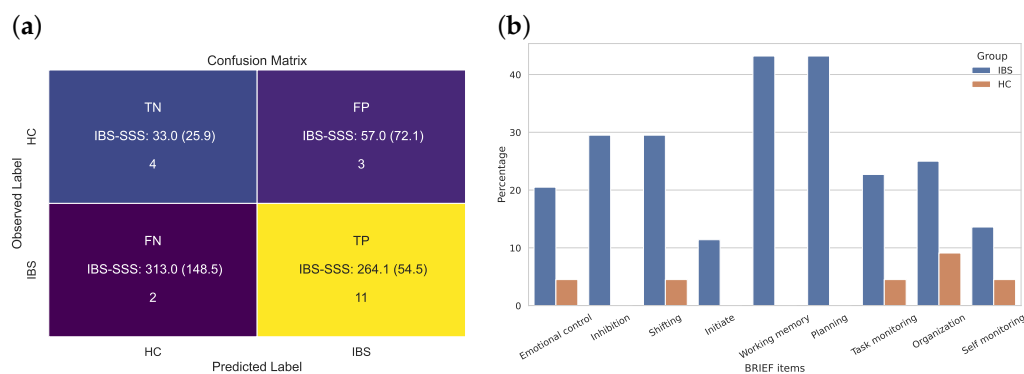 (a)
Confusion Matrix
Observed Label
HC
IBS
TN
IBS-SSS: 33.0 (25.9)
4
FP
IBS-SSS: 57.0 (72.1)
3
FN
IBS-SSS: 313.0 (148.5)
2
TP
IBS-SSS: 264.1 (54.5)
11
HC
IBS
Predicted Label
(b)
Group
IBS
HC
Percentage
40
30
20
10
0
Emotional control
Inhibition
Shifting
Initiate
Working memory
Planning
Task monitoring
Organization
Self monitoring
BRIEF items